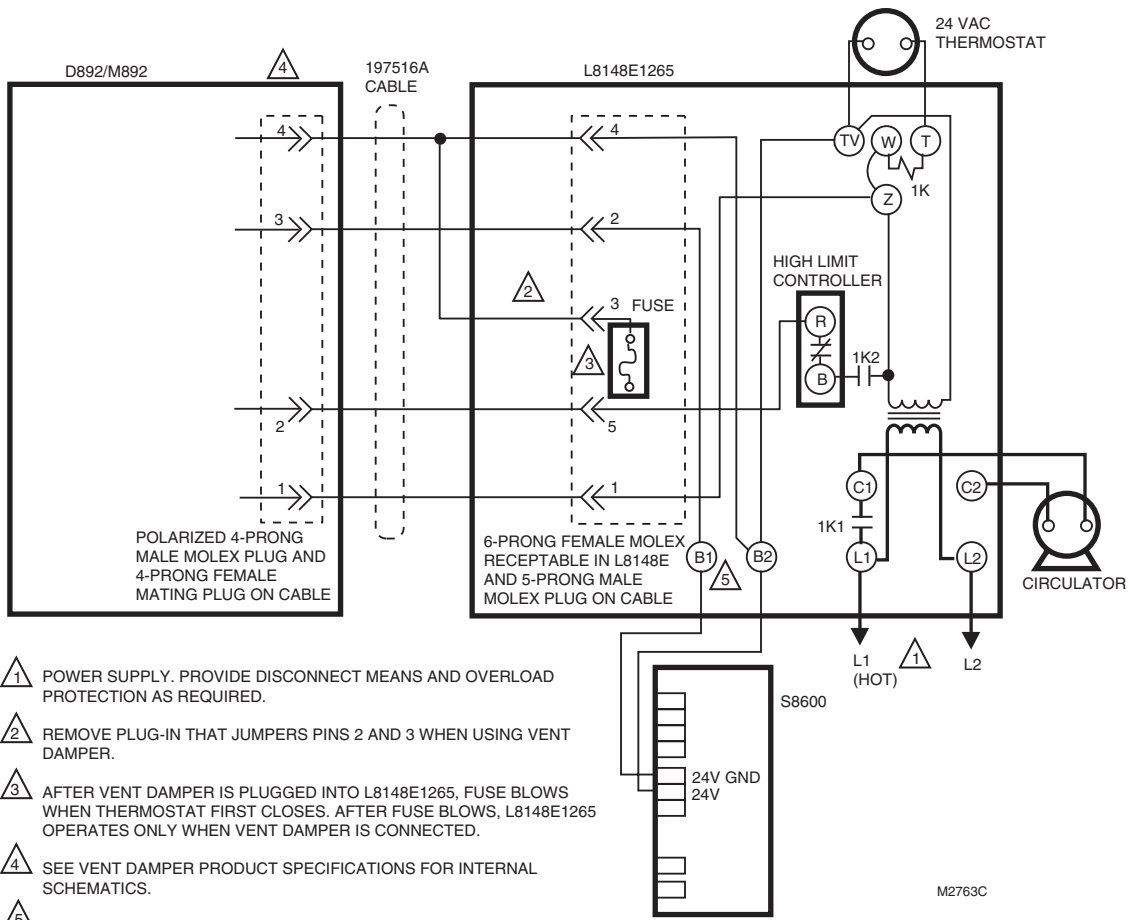 24 VAC
THERMOSTAT
D892/M892
4
197516A
CABLE
L8148E1265
4
4
TV
W
T
1K
Z
3
2
HIGH LIMIT
CONTROLLER
2
3
FUSE
R
3
1K2
B
2
5
1
1
C1
C2
POLARIZED 4-PRONG
MALE MOLEX PLUG AND
4-PRONG FEMALE
MATING PLUG ON CABLE
6-PRONG FEMALE MOLEX
RECEPTABLE IN L8148E
AND 5-PRONG MALE
MOLEX PLUG ON CABLE
B1
5
B2
1K1
L1
L2
CIRCULATOR
L1
(HOT)
1
L2
S8600
24V GND
24V
1 POWER SUPPLY. PROVIDE DISCONNECT MEANS AND OVERLOAD
PROTECTION AS REQUIRED.
2 REMOVE PLUG-IN THAT JUMPERS PINS 2 AND 3 WHEN USING VENT
DAMPER.
3 AFTER VENT DAMPER IS PLUGGED INTO L8148E1265, FUSE BLOWS
WHEN THERMOSTAT FIRST CLOSES. AFTER FUSE BLOWS, L8148E1265
OPERATES ONLY WHEN VENT DAMPER IS CONNECTED.
4 SEE VENT DAMPER PRODUCT SPECIFICATIONS FOR INTERNAL
SCHEMATICS.
5
M2763C